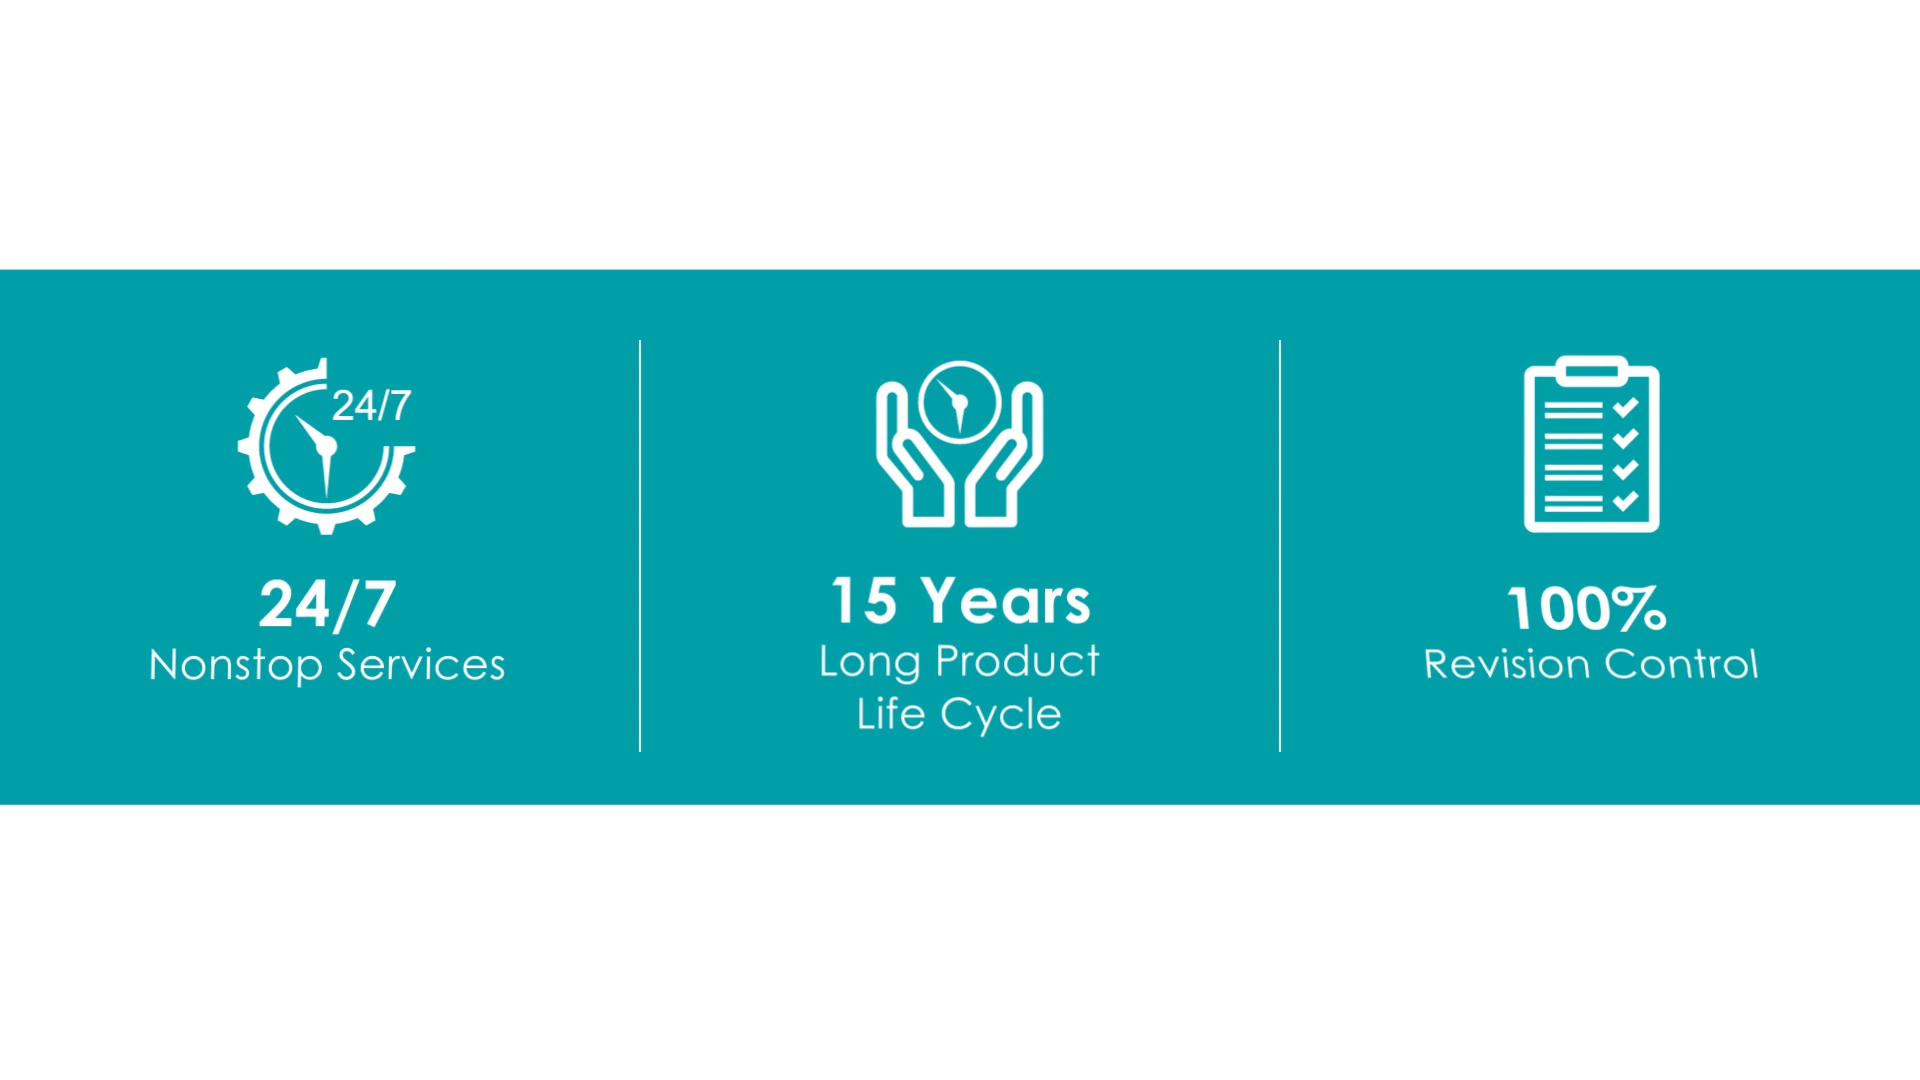 24/7
24/7
Nonstop Services
15 Years
Long Product
Life Cycle
100%
Revision Control